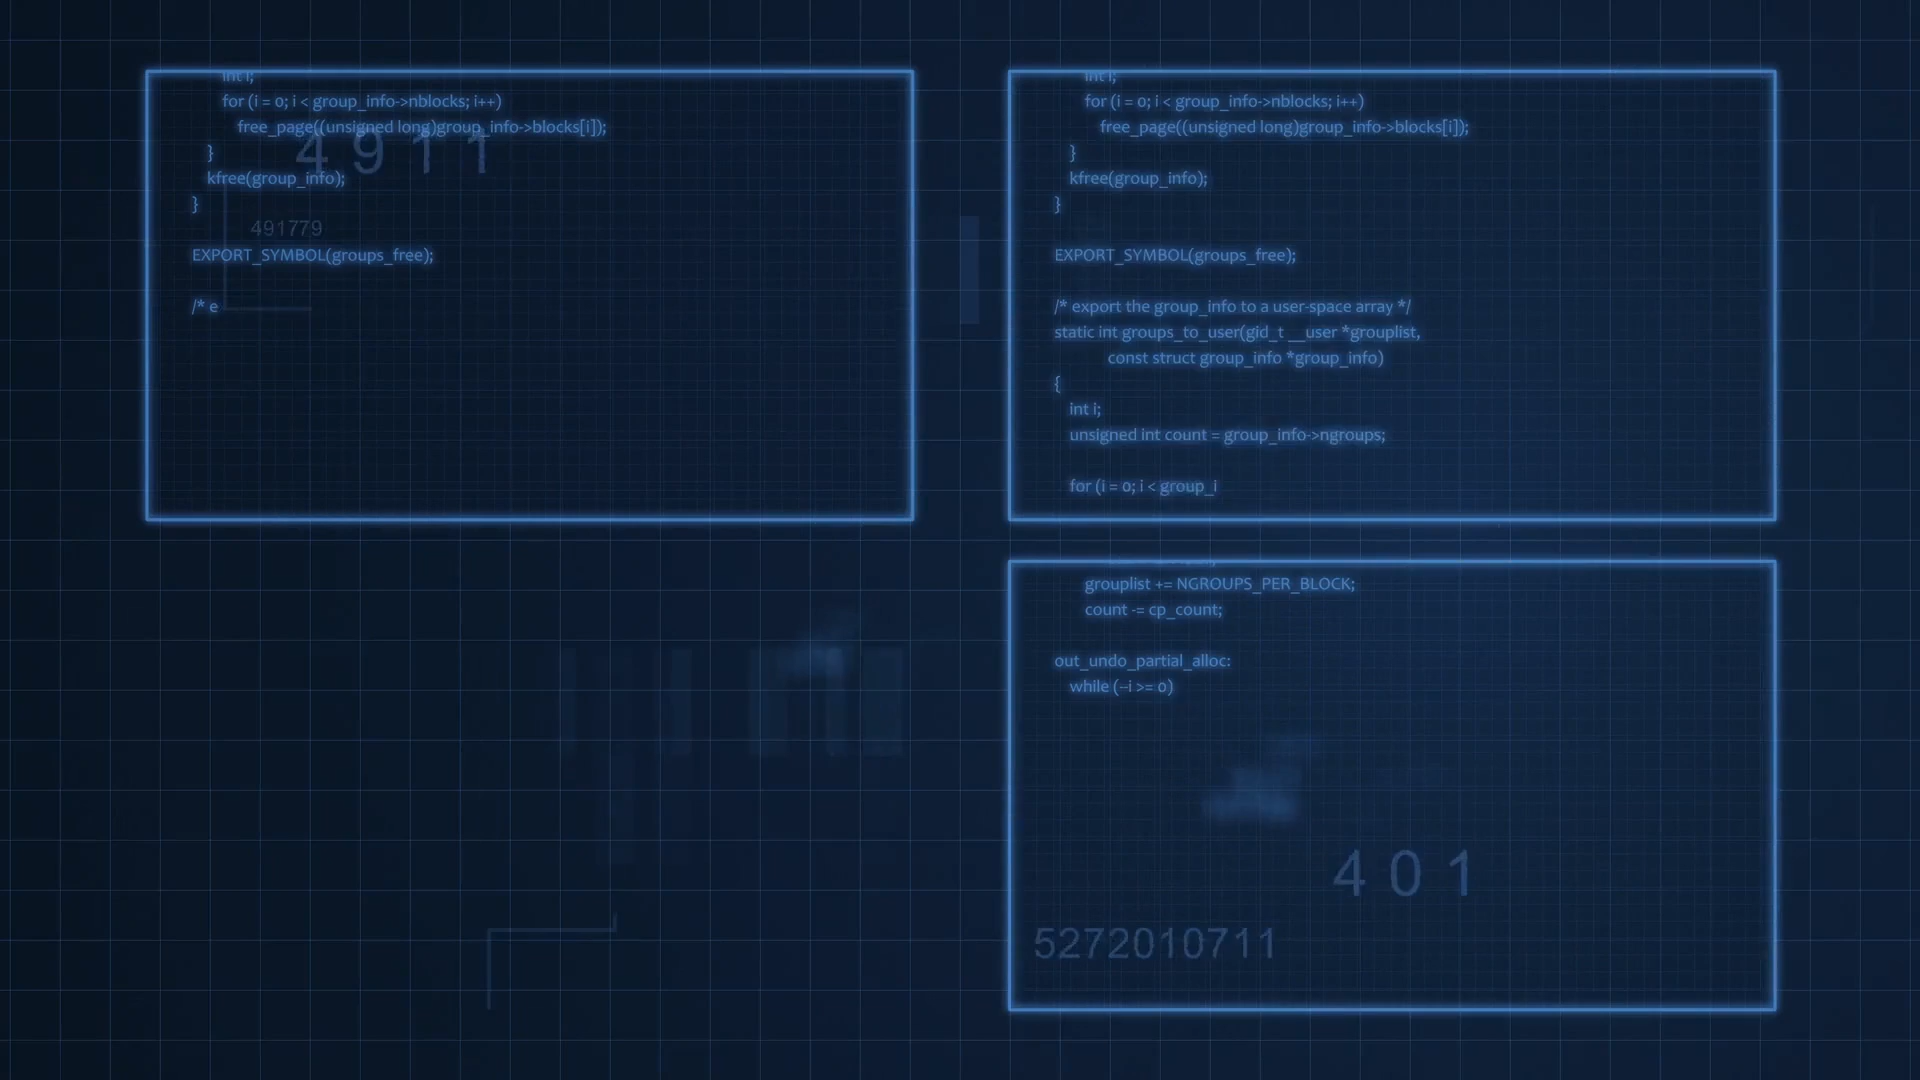 int i;
for (i = 0; i < group_info->nblocks; i++)
free_page((unsigned long)group_info->blocks[i]);
}
4 9 1 1
kfree(group_info);
}
491779
EXPORT_SYMBOL(groups_free);
/* e
int i;
for (i = 0; i < group_info->nblocks; i++)
free_page((unsigned long)group_info->blocks[i]);
}
kfree(group_info);
}
EXPORT_SYMBOL(groups_free);
/* export the group_info to a user-space array */
static int groups_to_user(gid_t __user *grouplist,
const struct group_info *group_info)
{
int i;
unsigned int count = group_info->ngroups;
for (i = 0; i < group_i
grouplist += NGROUPS_PER_BLOCK;
count -= cp_count;
out_undo_partial_alloc:
while (--i >= 0)
4 0 1
5272010711